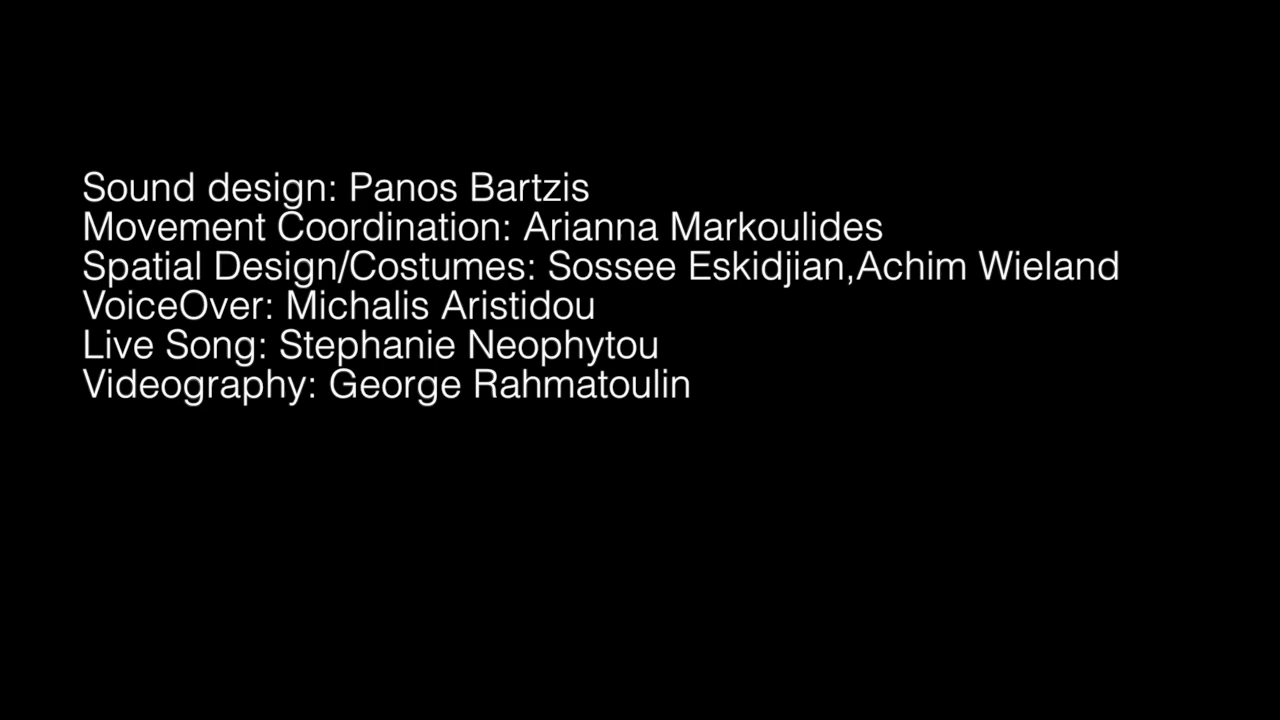 Sound design: Panos Bartzis
Movement Coordination: Arianna Markoulides
Spatial Design/Costumes: Sossee Eskidjian,Achim Wieland
VoiceOver: Michalis Aristidou
Live Song: Stephanie Neophytou
Videography: George Rahmatoulin